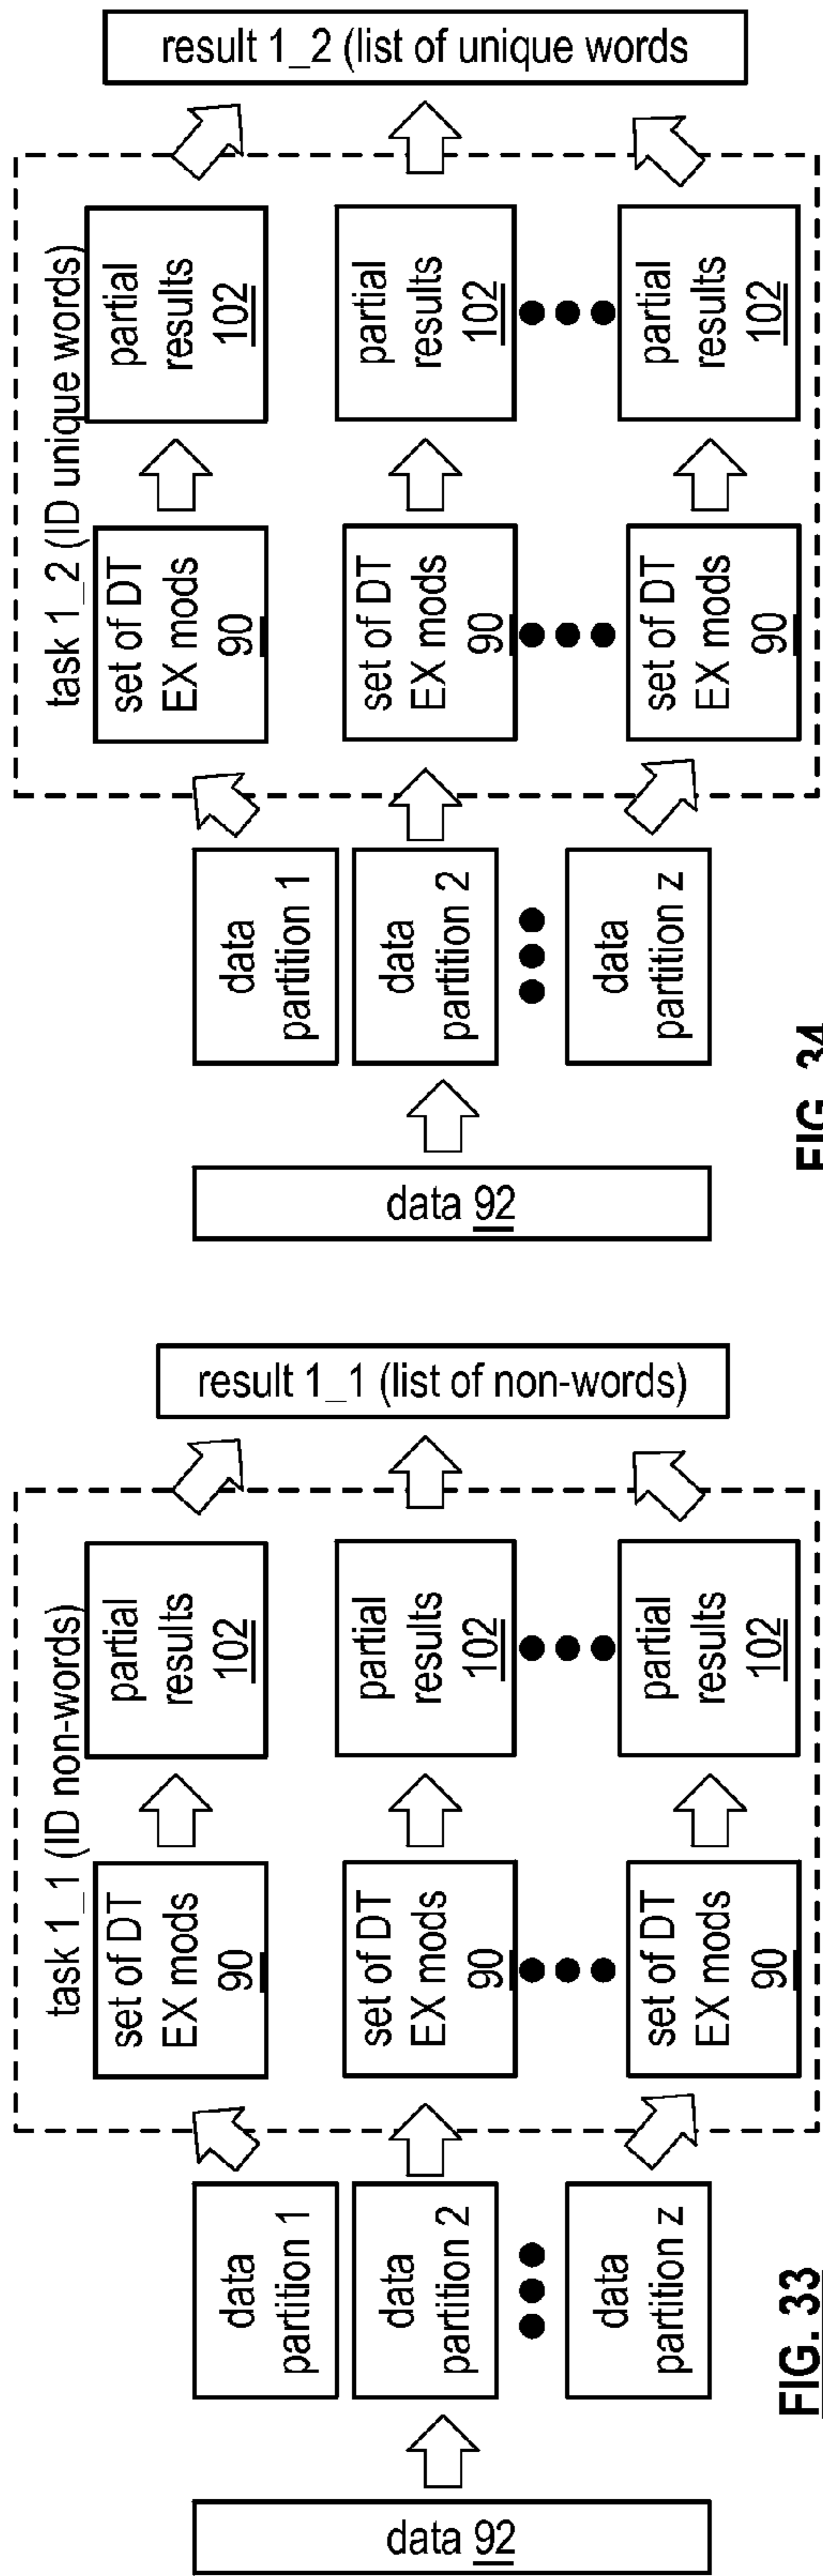 task 1_1 (ID non-words)
data 92
data
partition 1
data
partition 2
data
partition z
set of DT
EX mods
90
set of DT
EX mods
90
set of DT
EX mods
90
partial
results
102
partial
results
102
partial
results
102
result 1_1 (list of non-words)
FIG. 33
task 1_2 (ID unique words)
data 92
data
partition 1
data
partition 2
data
partition z
set of DT
EX mods
90
set of DT
EX mods
90
set of DT
EX mods
90
partial
results
102
partial
results
102
partial
results
102
result 1_2 (list of unique words
FIG. 34